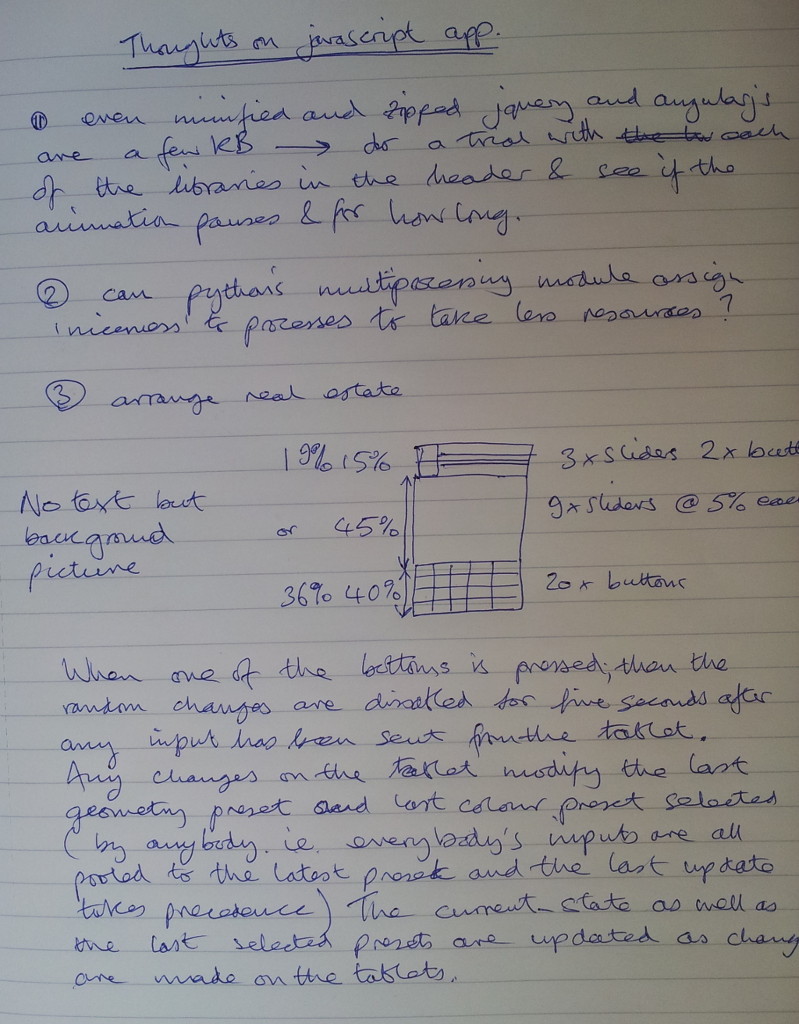 Thoughts on javascript app.
① even minified and zipped jquery and angularjs
are a few KB → do a trial with the each
of the libraries in the header & see if the
animation pauses & for how long.
② can python's multiprocessing module assign
'niceness' to processes to take less resources?
③ arrange real estate
19% 15% 3 x sliders 2 x butt
No text but
background
picture
or 45% 9 x sliders @ 5% eac
36% 40% 20 x buttons
When one of the bottoms is pressed, then the
random changes are disabled for five seconds after
any input has been sent from the tablet.
Any changes on the tablet modify the last
geometry preset and last colour preset selected
(by anybody. i.e. everybody's inputs are all
pooled to the latest preset and the last update
takes precedence) The current_state as well as
the last selected presets are updated as chang
are made on the tablets.